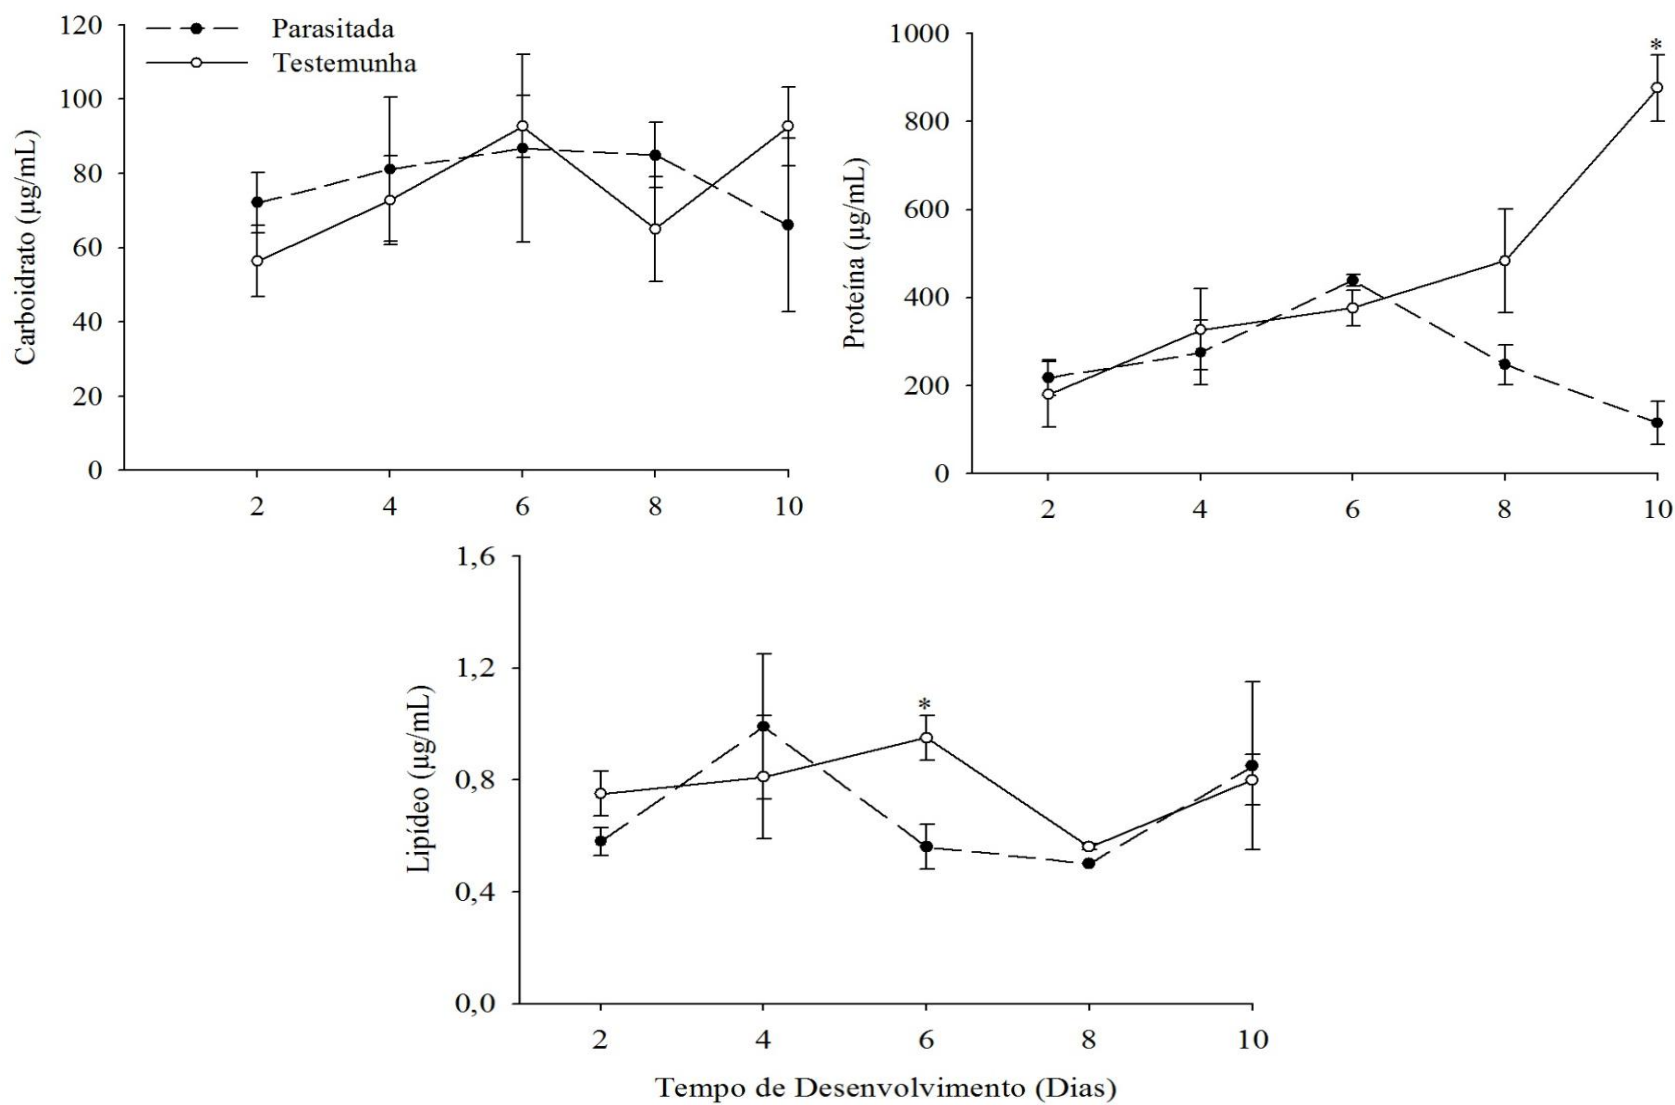 Parasitada
Testemunha
Carboidrato (µg/mL)
120
100
80
60
40
20
0
2 4 6 8 10
Proteína (µg/mL)
1000
800
600
400
200
0
*
2 4 6 8 10
Lipídeo (µg/mL)
1,6
1,2
0,8
0,4
0,0
*
2 4 6 8 10
Tempo de Desenvolvimento (Dias)